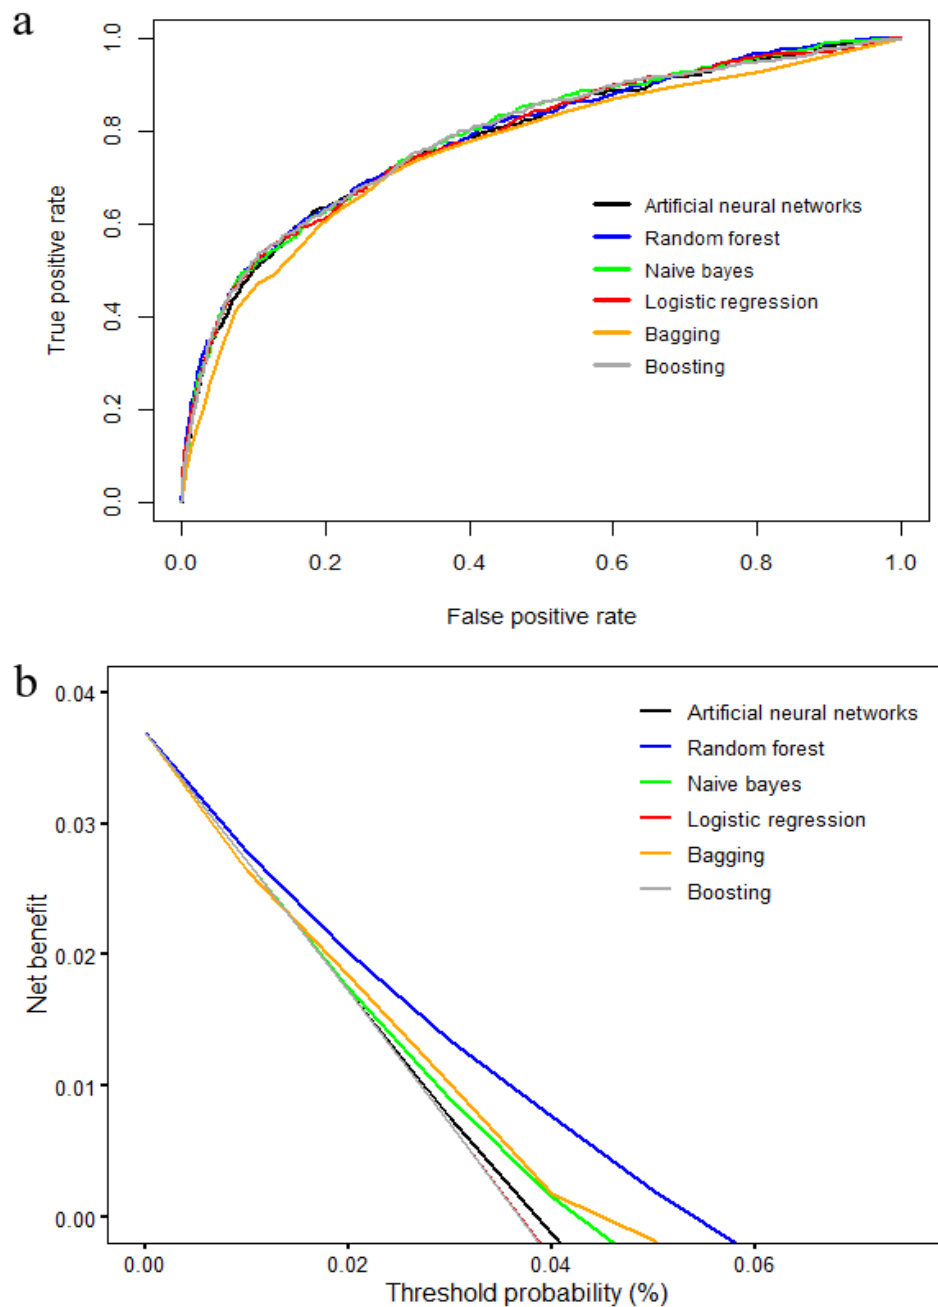 a
1.0
0.8
0.6
0.4
0.2
0.0
True positive rate
Artificial neural networks
Random forest
Naive bayes
Logistic regression
Bagging
Boosting
0.0 0.2 0.4 0.6 0.8 1.0
False positive rate
b
0.04
0.03
0.02
0.01
0.00
Net benefit
Artificial neural networks
Random forest
Naive bayes
Logistic regression
Bagging
Boosting
0.00 0.02 0.04 0.06
Threshold probability (%)